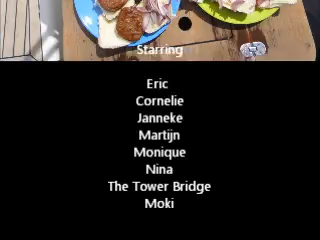 Starring
Eric
Cornelie
Janneke
Martijn
Monique
Nina
The Tower Bridge
Moki